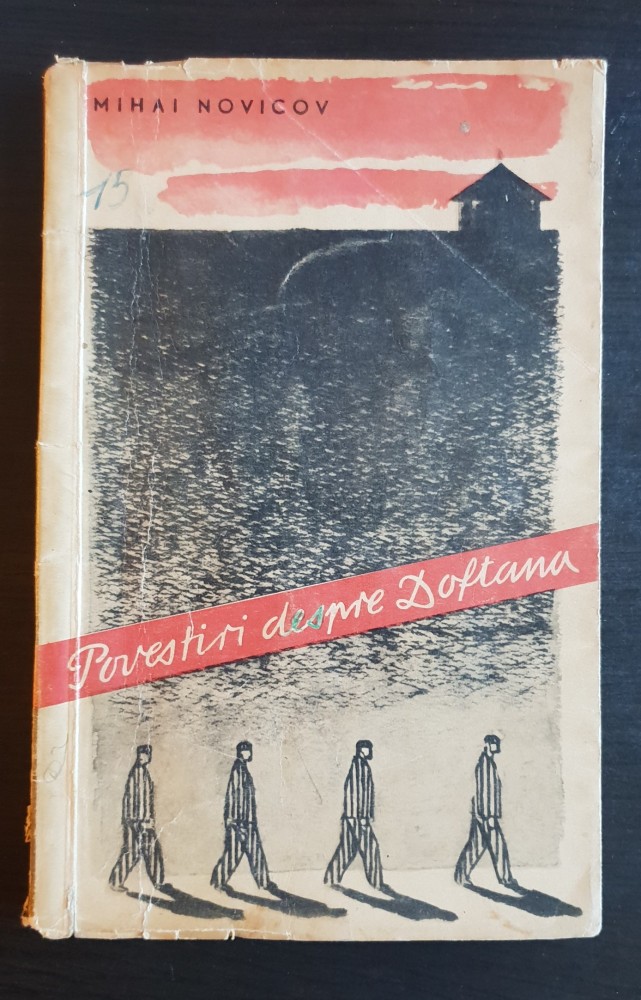 MIHAI NOVICOV
15
Povestiri despre Doftana